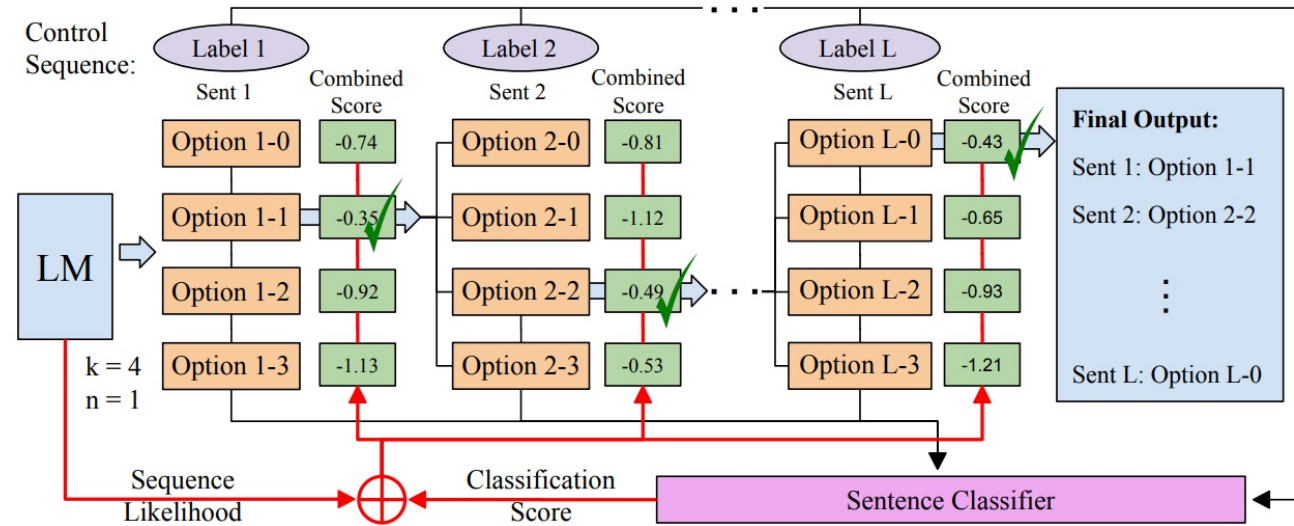 Control
Sequence:
Label 1
Label 2
Label L
. . .
Sent 1
Combined
Score
Sent 2
Combined
Score
Sent L
Combined
Score
Option 1-0
-0.74
Option 2-0
-0.81
Option L-0
-0.43
Option 1-1
-0.35
Option 2-1
-1.12
Option L-1
-0.65
Option 1-2
-0.92
Option 2-2
-0.49
. . .
Option L-2
-0.93
Option 1-3
-1.13
Option 2-3
-0.53
Option L-3
-1.21
LM
k = 4
n = 1
Final Output:
Sent 1: Option 1-1
Sent 2: Option 2-2
⋮
Sent L: Option L-0
Sequence
Likelihood
Classification
Score
Sentence Classifier